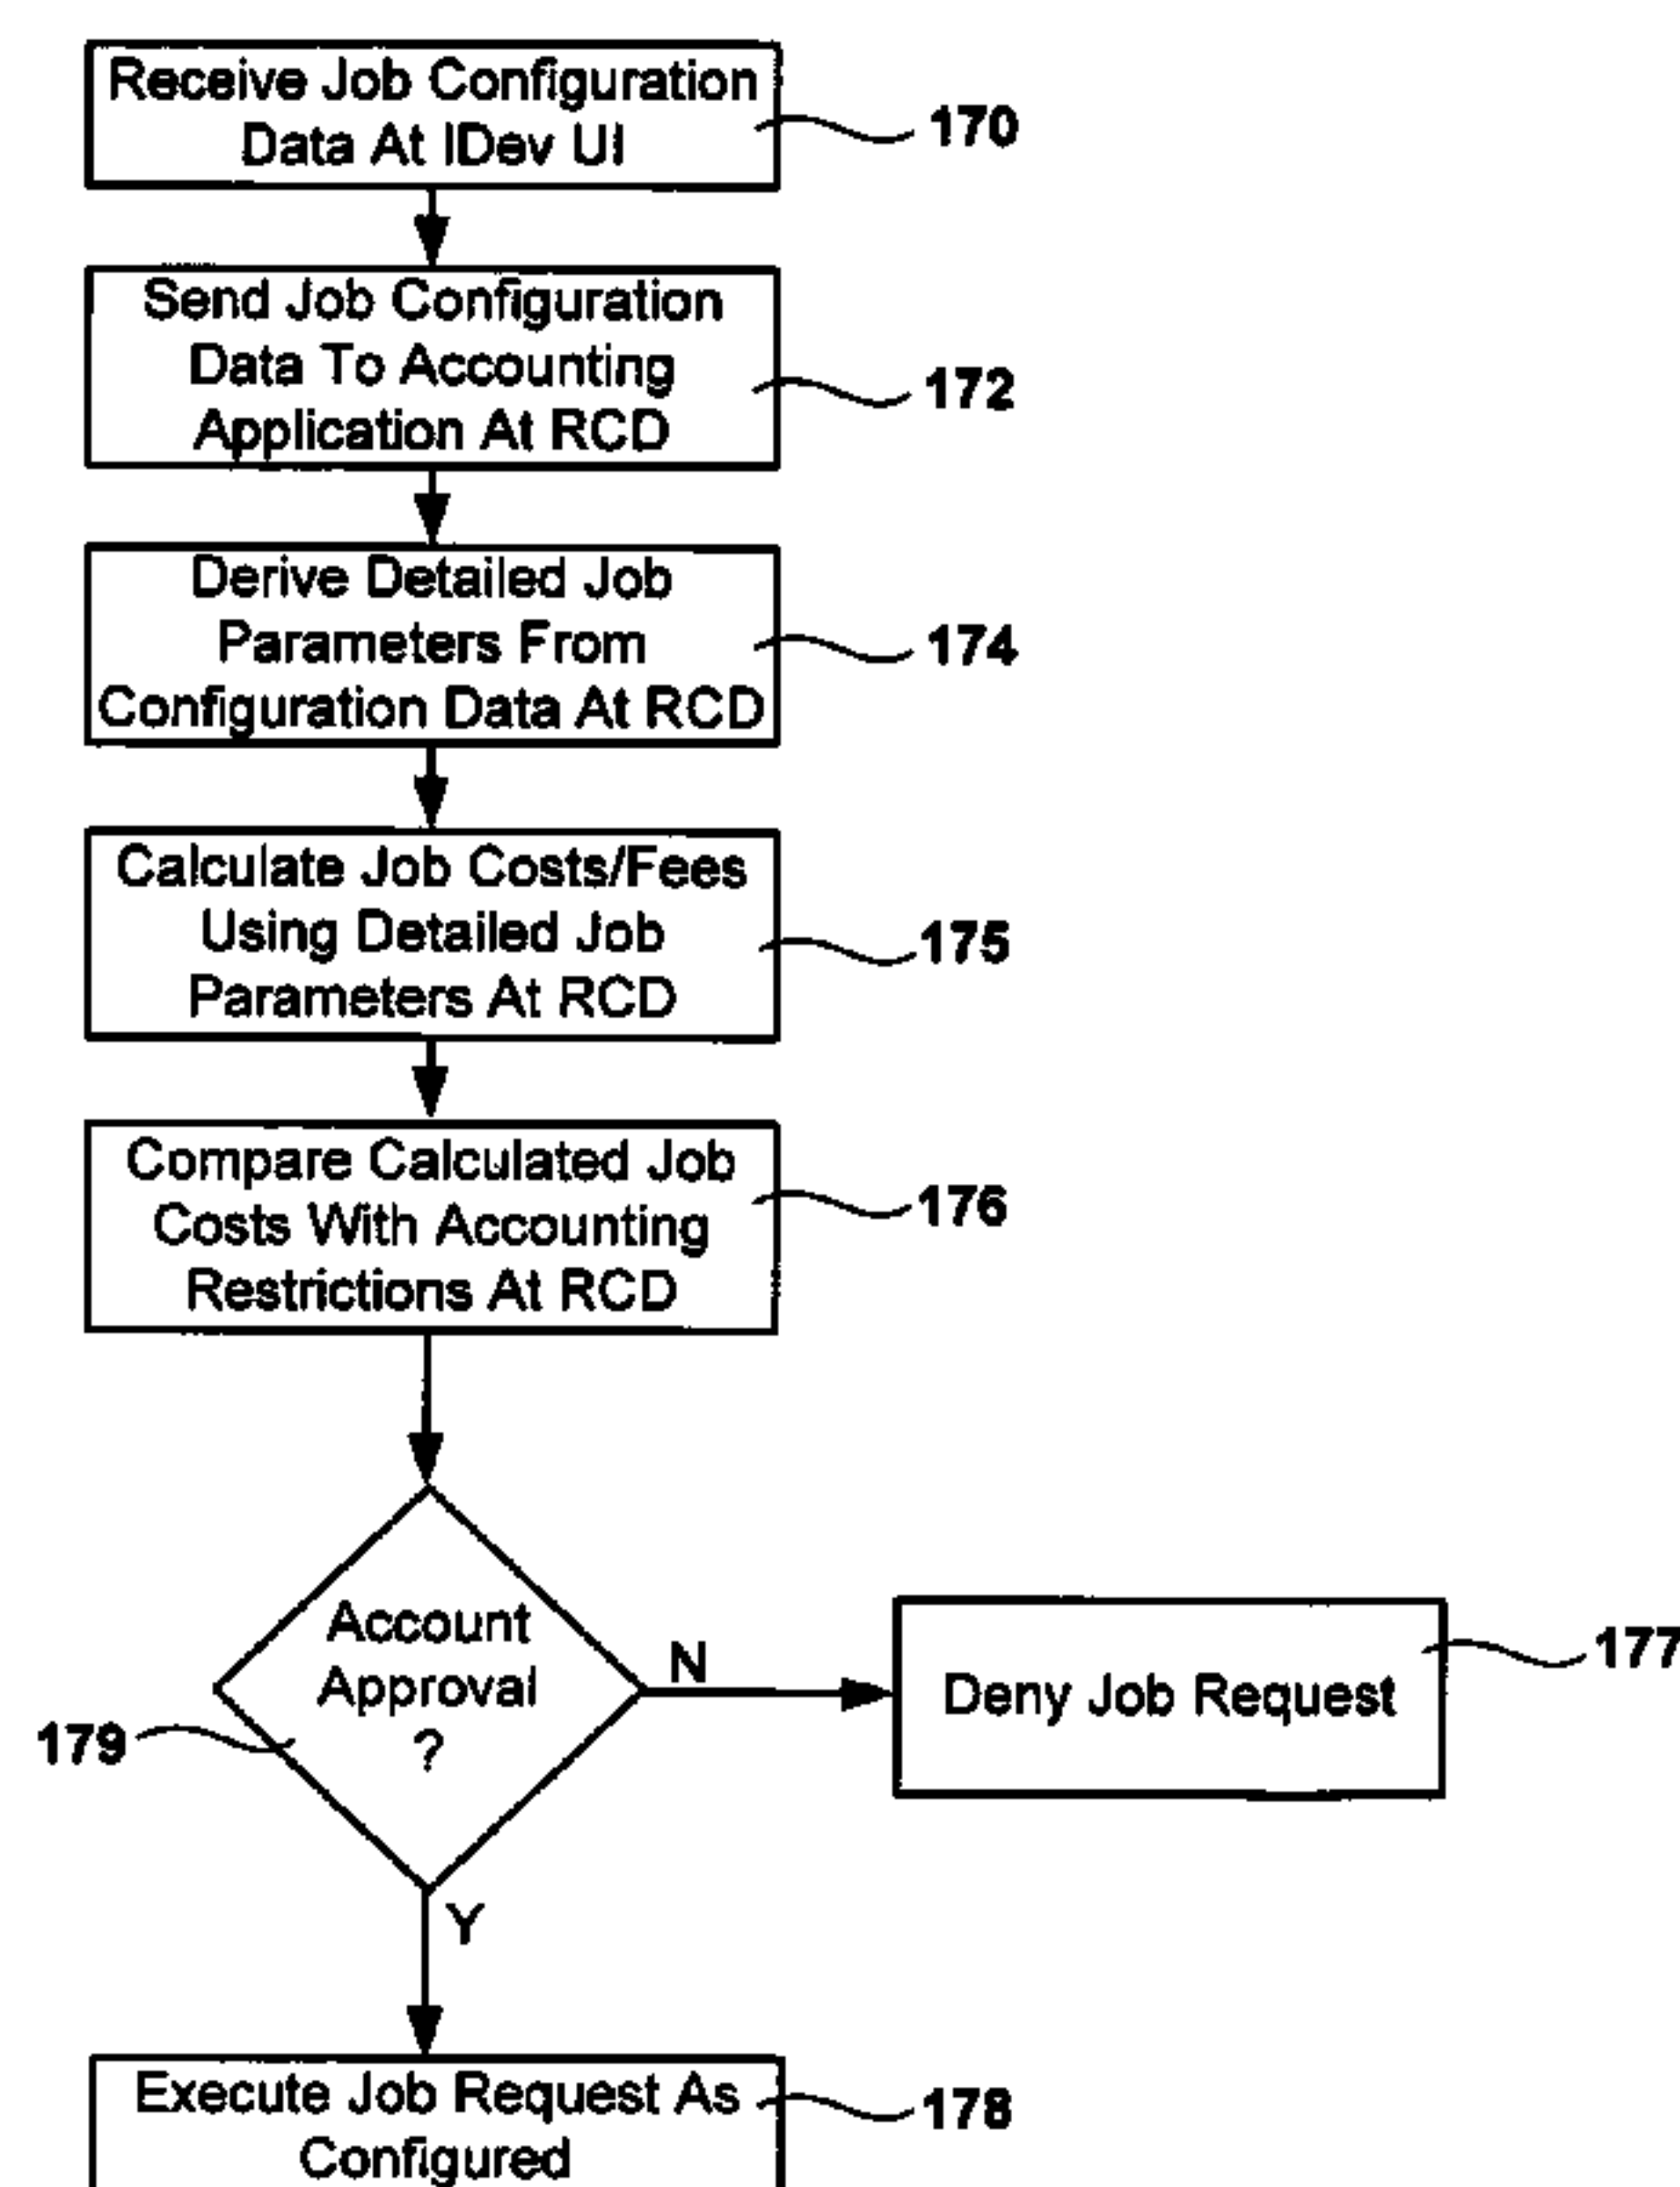 Receive Job Configuration
Data At IDev UI
170
Send Job Configuration
Data To Accounting
Application At RCD
172
Derive Detailed Job
Parameters From
Configuration Data At RCD
174
Calculate Job Costs/Fees
Using Detailed Job
Parameters At RCD
175
Compare Calculated Job
Costs With Accounting
Restrictions At RCD
176
Account
Approval
?
179
N
Deny Job Request
177
Y
Execute Job Request As
Configured
178